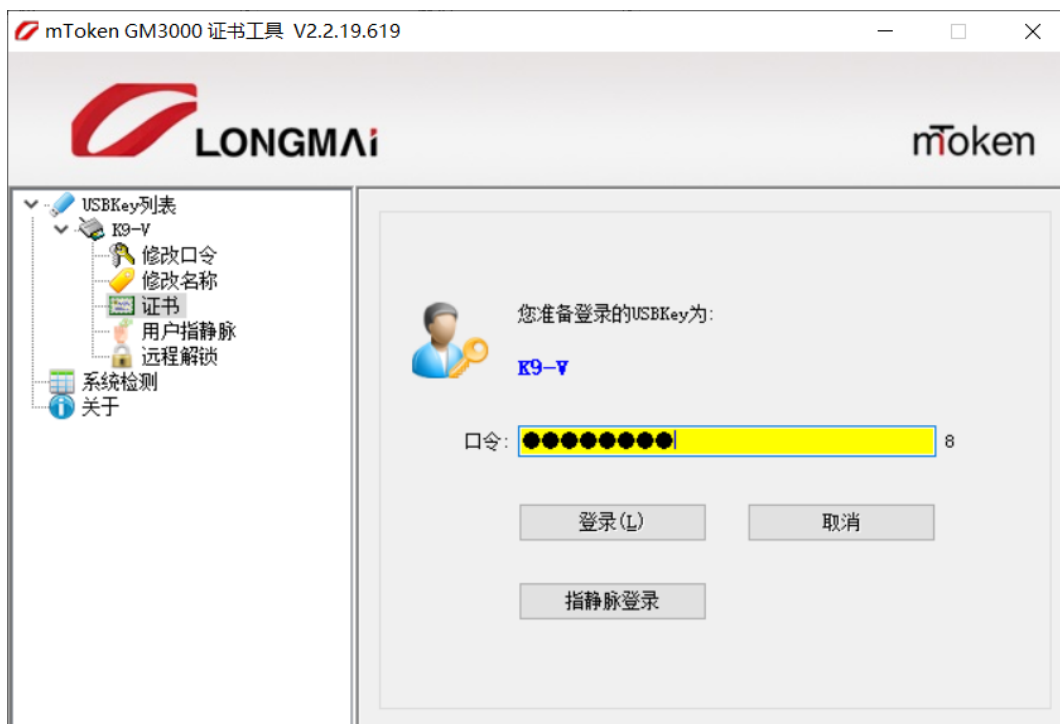 mToken GM3000 证书工具 V2.2.19.619
LONGMAi
mToken
USBKey列表
K9-V
修改口令
修改名称
证书
用户指静脉
远程解锁
系统检测
关于
您准备登录的USBKey为:
K9-V
口令: ●●●●●●●● 8
登录(L) 取消
指静脉登录